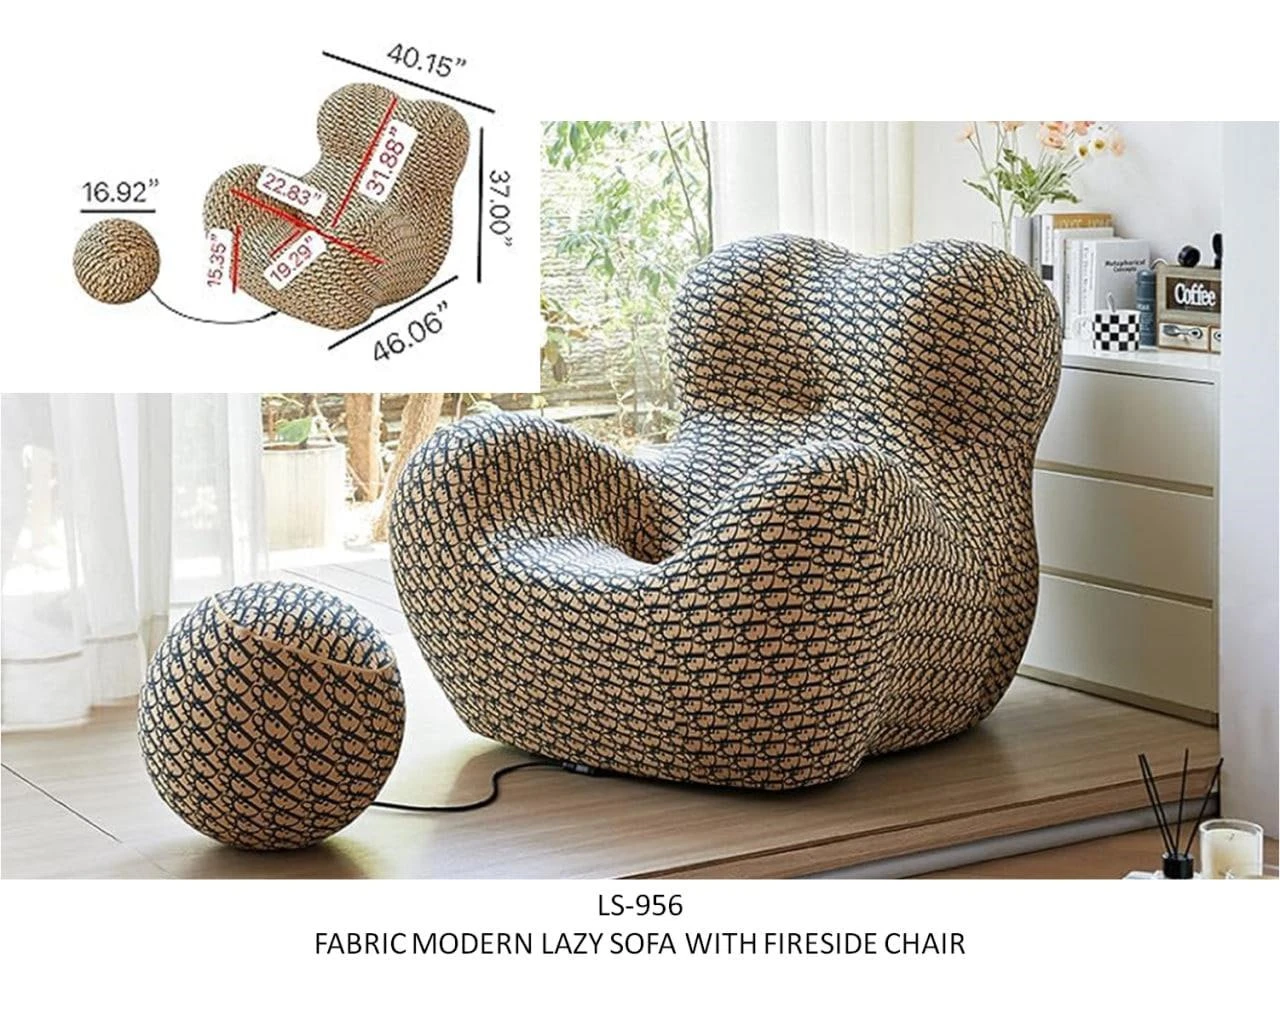 40.15”
16.92”
22.83”
31.88”
37.00”
15.35”
19.29”
46.06”
Metaphorical
Concepts
Coffee
LS-956
FABRIC MODERN LAZY SOFA WITH FIRESIDE CHAIR